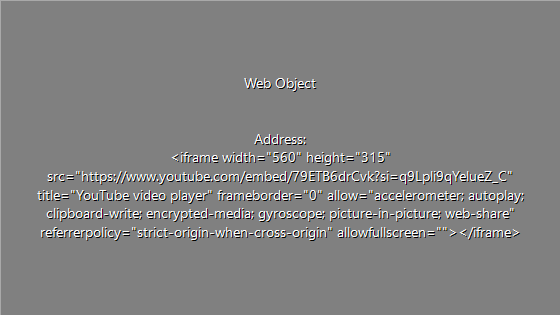 Web Object
Address:
<iframe width="560" height="315"
src="https://www.youtube.com/embed/79ETB6drCvk?si=q9Lpli9qYelueZ_C"
title="YouTube video player" frameborder="0" allow="accelerometer; autoplay;
clipboard-write; encrypted-media; gyroscope; picture-in-picture; web-share"
referrerpolicy="strict-origin-when-cross-origin" allowfullscreen=""></iframe>